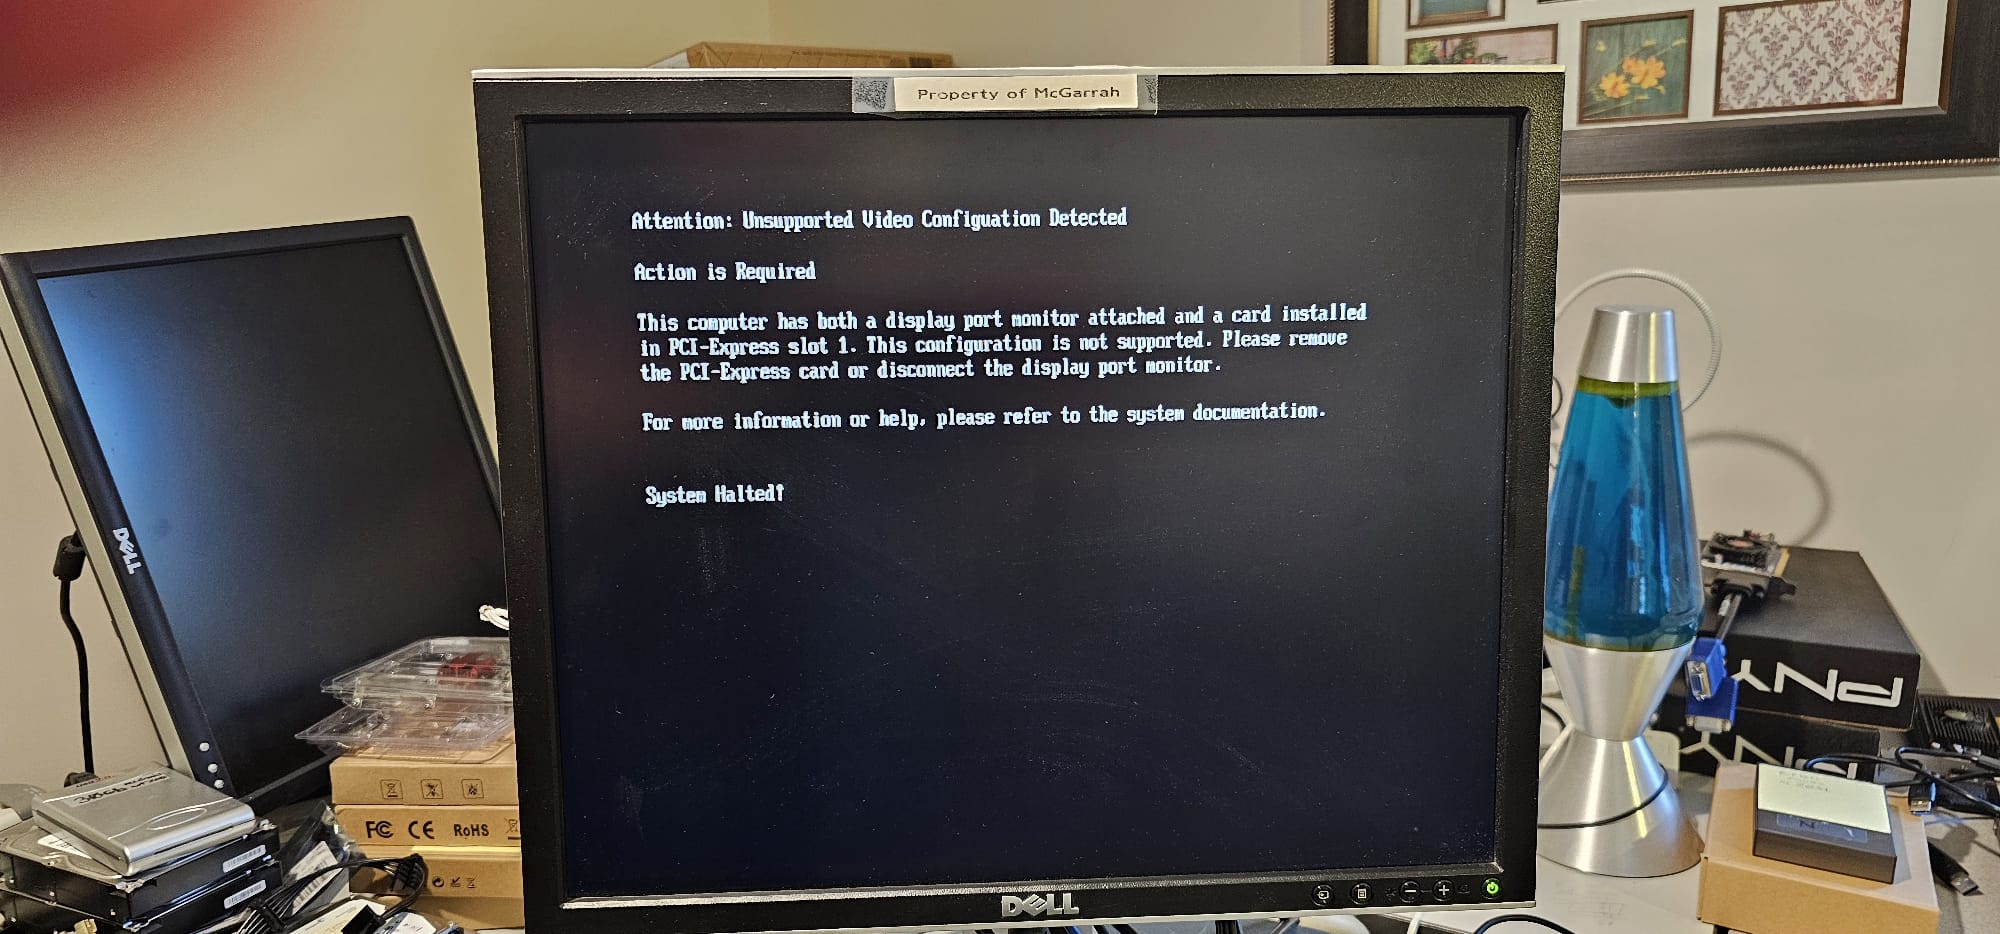 Property of McGarrah
Attention: Unsupported Video Configuation Detected
Action is Required
This computer has both a display port monitor attached and a card installed
in PCI-Express slot 1. This configuration is not supported. Please remove
the PCI-Express card or disconnect the display port monitor.
For more information or help, please refer to the system documentation.
System Halted!
DELL
DELL
FC CE RoHS
PNY
PNY